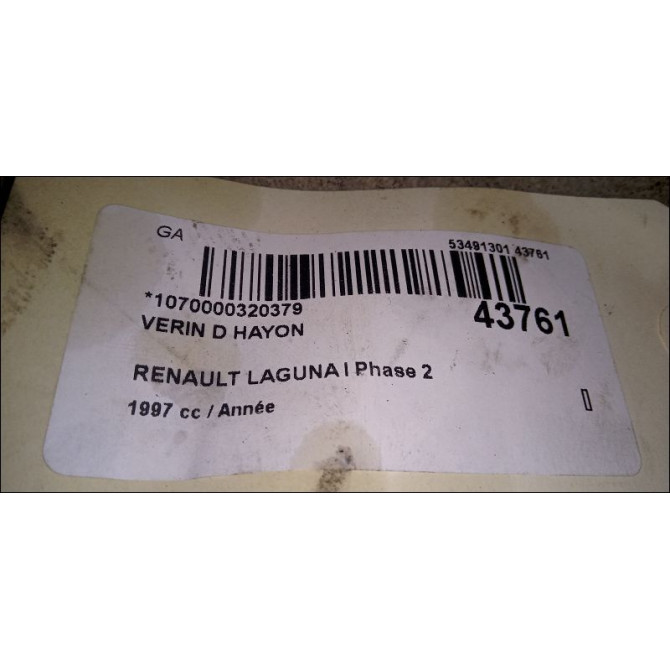 GA
53491301 43761
*1070000320379
43761
VERIN D HAYON
RENAULT LAGUNA I Phase 2
1997 cc / Année